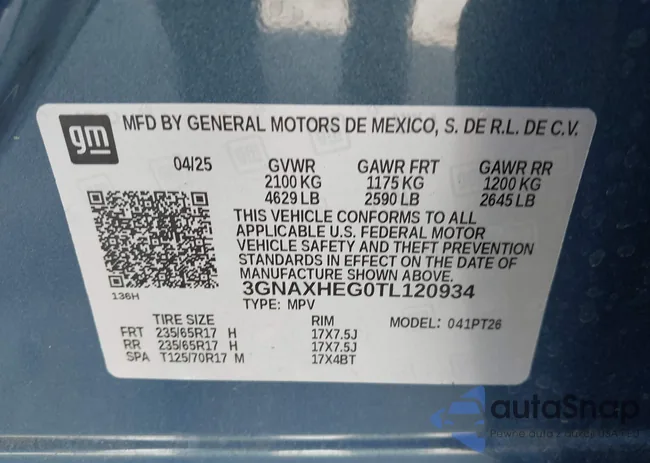 gm
MFD BY GENERAL MOTORS DE MEXICO, S. DE R.L. DE C.V.
04/25 GVWR GAWR FRT GAWR RR
2100 KG 1175 KG 1200 KG
4629 LB 2590 LB 2645 LB
THIS VEHICLE CONFORMS TO ALL
APPLICABLE U.S. FEDERAL MOTOR
VEHICLE SAFETY AND THEFT PREVENTION
STANDARDS IN EFFECT ON THE DATE OF
MANUFACTURE SHOWN ABOVE.
136H
3GNAXHEG0TL120934
TYPE: MPV
TIRE SIZE RIM MODEL: 041PT26
FRT 235/65R17 H 17X7.5J
RR 235/65R17 H 17X7.5J
SPA T125/70R17 M 17X4BT
autoSnap